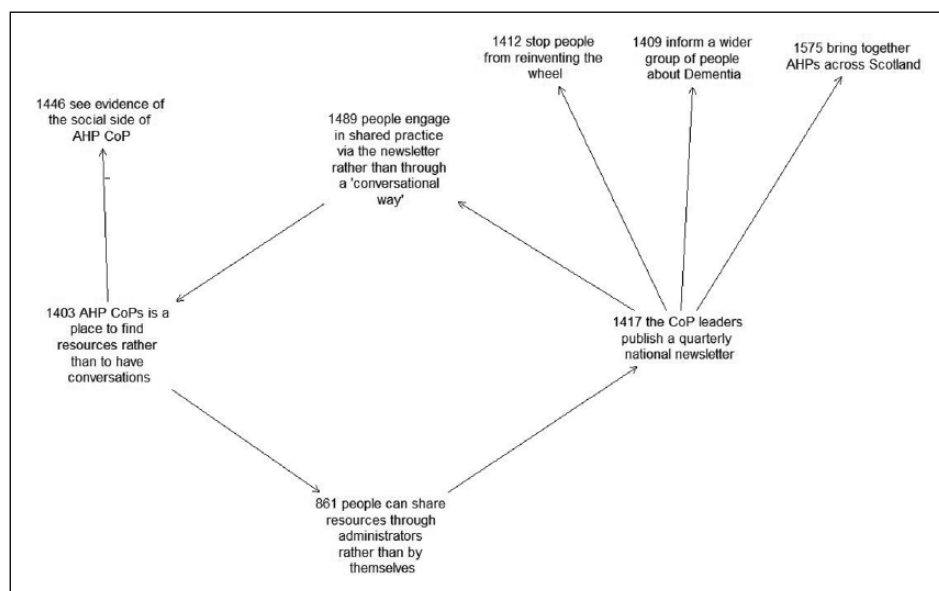 1412 stop people
from reinventing the
wheel
1409 inform a wider
group of people
about Dementia
1575 bring together
AHPs across Scotland
1446 see evidence of
the social side of
AHP CoP
1489 people engage
in shared practice
via the newsletter
rather than through
a 'conversational
way'
1403 AHP CoPs is a
place to find
resources rather
than to have
conversations
1417 the CoP leaders
publish a quarterly
national newsletter
861 people can share
resources through
administrators
rather than by
themselves